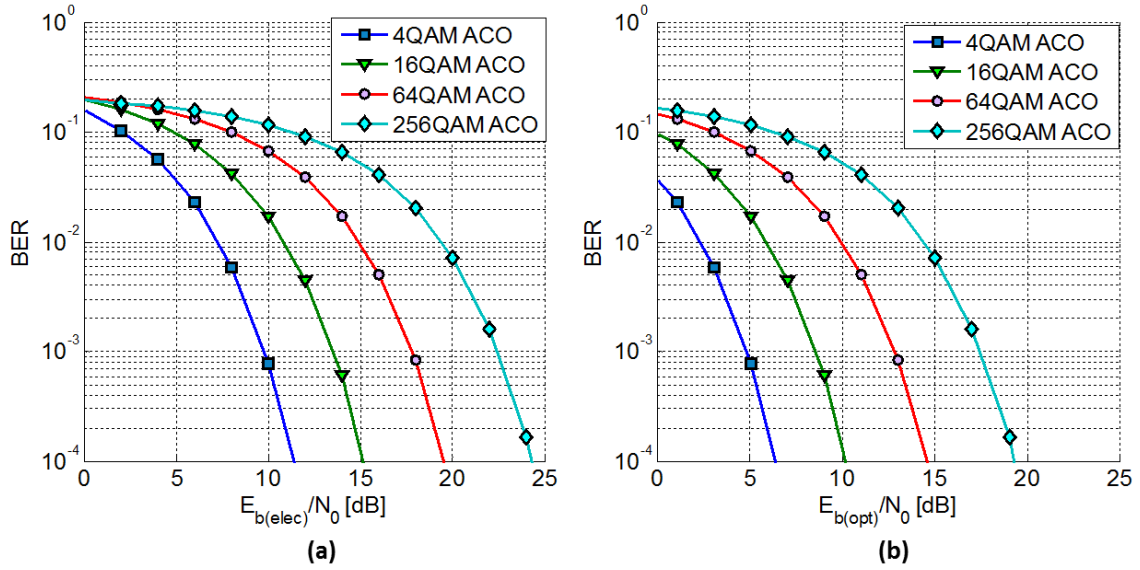 10^0
10^-1
10^-2
10^-3
10^-4
BER
0 5 10 15 20 25
E_b(elec)/N_0 [dB]
4QAM ACO
16QAM ACO
64QAM ACO
256QAM ACO
(a)
10^0
10^-1
10^-2
10^-3
10^-4
BER
0 5 10 15 20 25
E_b(opt)/N_0 [dB]
4QAM ACO
16QAM ACO
64QAM ACO
256QAM ACO
(b)